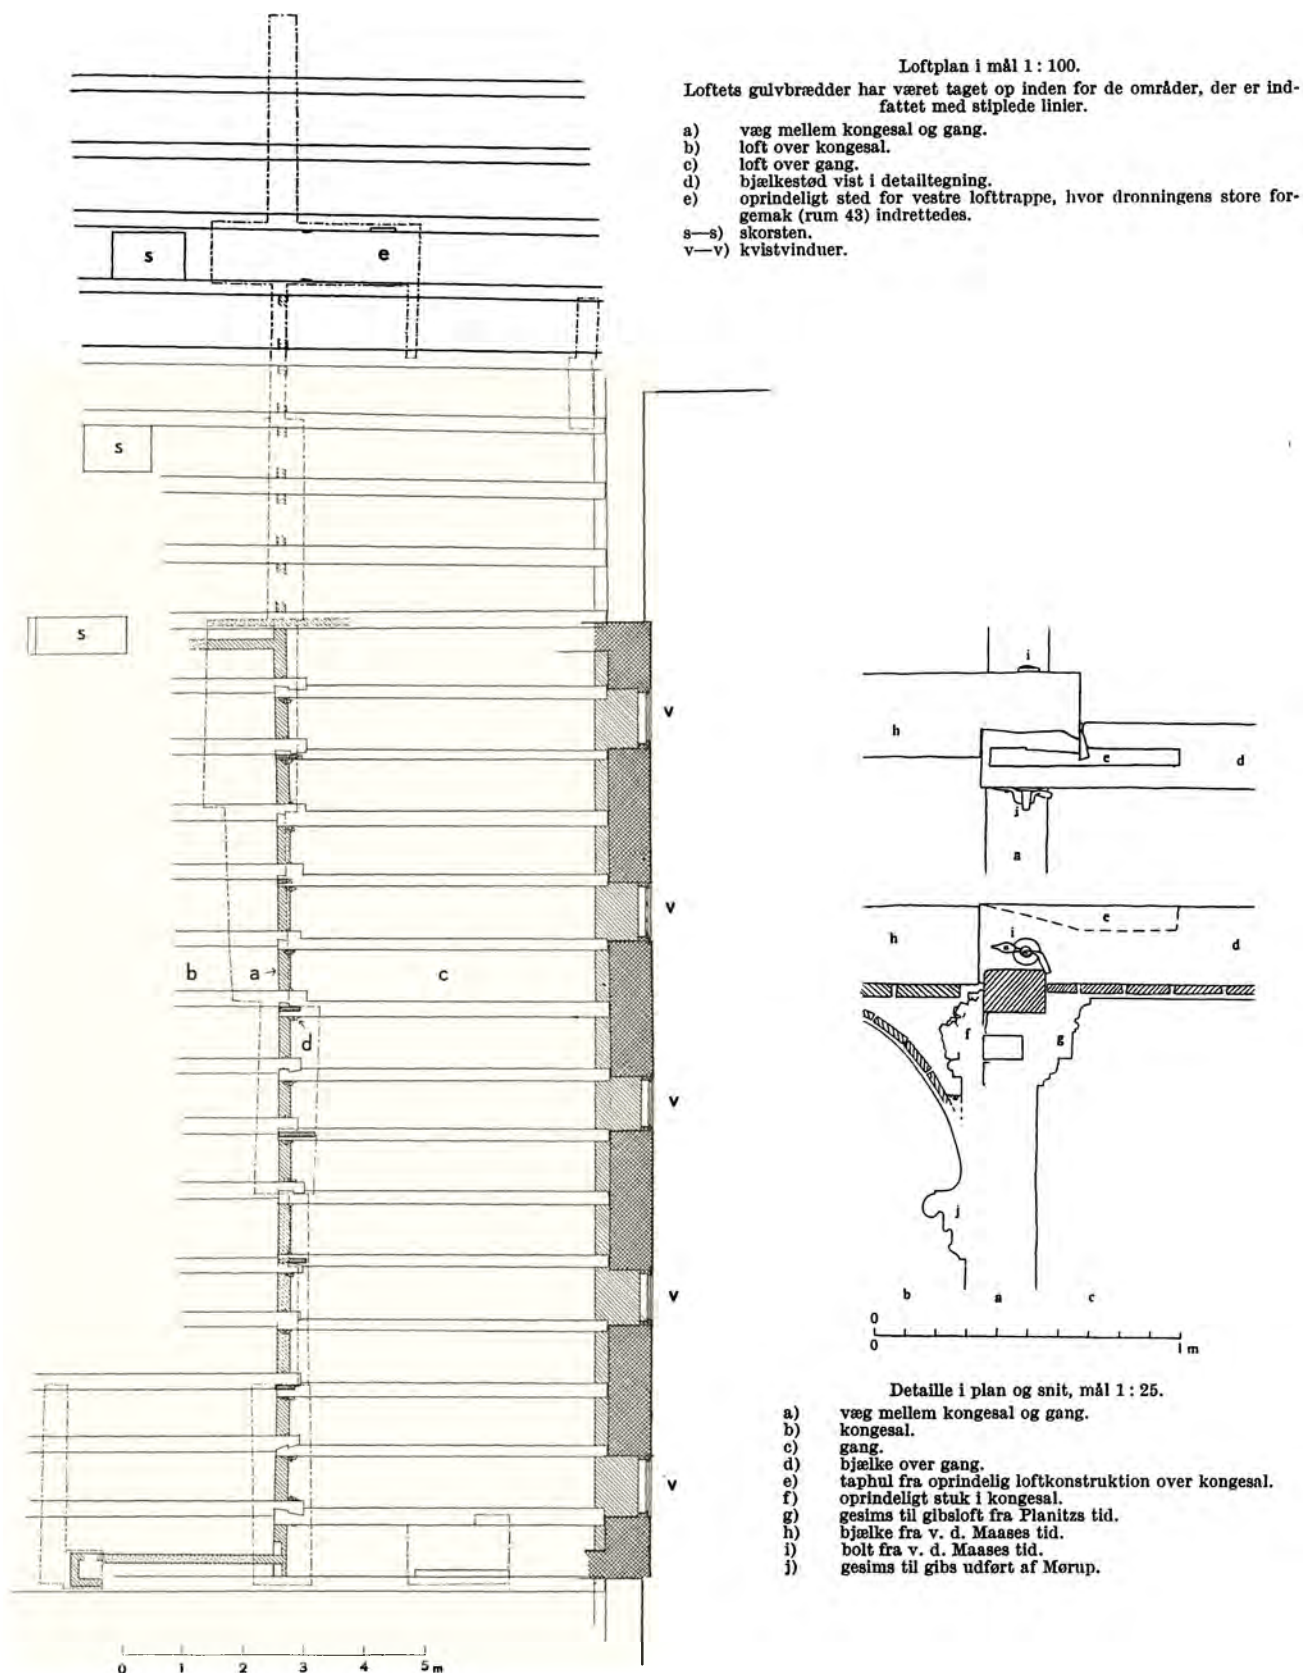 Loftplan i mål 1 : 100.
Loftets gulvbrædder har været taget op inden for de områder, der er ind-
fattet med stiplede linier.
a) væg mellem kongesal og gang.
b) loft over kongesal.
c) loft over gang.
d) bjælkestød vist i detailtegning.
e) oprindeligt sted for vestre lofttrappe, hvor dronningens store for-
gemak (rum 43) indrettedes.
s—s) skorsten.
v—v) kvistvinduer.
s
e
s
s
v
v
b a c
d
v
v
v
0 1 2 3 4 5 m
i
h
e d
j
a
e
h i d
f g
j
b a c
0
0 1 m
Detaille i plan og snit, mål 1 : 25.
a) væg mellem kongesal og gang.
b) kongesal.
c) gang.
d) bjælke over gang.
e) taphul fra oprindelig loftkonstruktion over kongesal.
f) oprindeligt stuk i kongesal.
g) gesims til gibsloft fra Planitzs tid.
h) bjælke fra v. d. Maases tid.
i) bolt fra v. d. Maases tid.
j) gesims til gibs udført af Mørup.